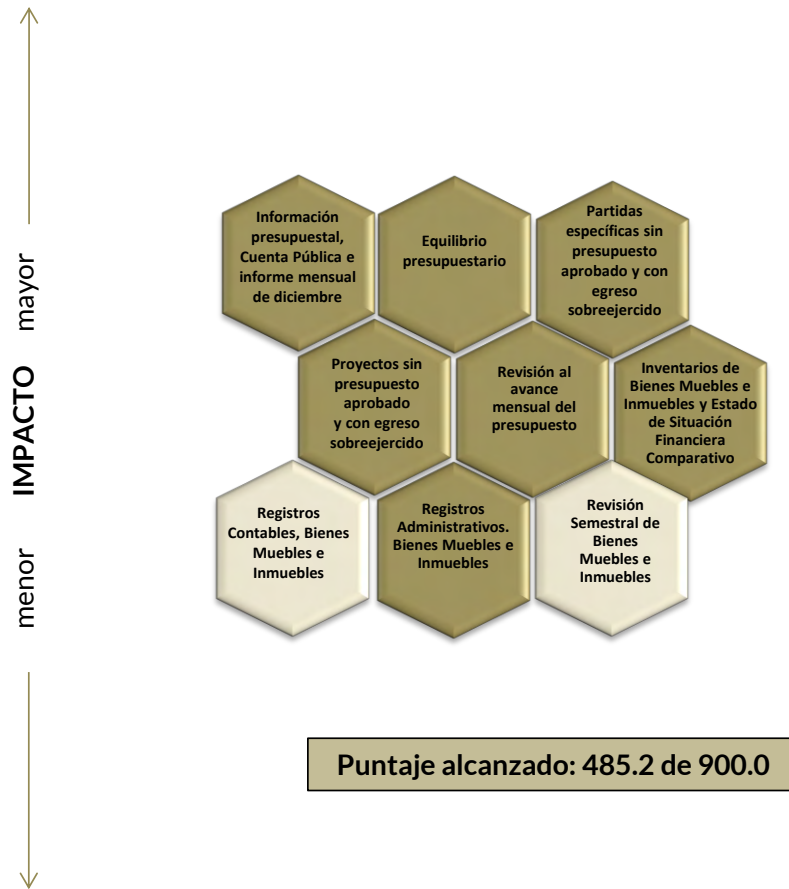 mayor
IMPACTO
menor
Información
presupuestal,
Cuenta Pública e
informe mensual
de diciembre
Equilibrio
presupuestario
Partidas
específicas sin
presupuesto
aprobado y con
egreso
sobreejercido
Proyectos sin
presupuesto
aprobado
y con egreso
sobreejercido
Revisión al
avance
mensual del
presupuesto
Inventarios de
Bienes Muebles e
Inmuebles y Estado
de Situación
Financiera
Comparativo
Registros
Contables, Bienes
Muebles e
Inmuebles
Registros
Administrativos.
Bienes Muebles e
Inmuebles
Revisión
Semestral de
Bienes
Muebles e
Inmuebles
Puntaje alcanzado: 485.2 de 900.0